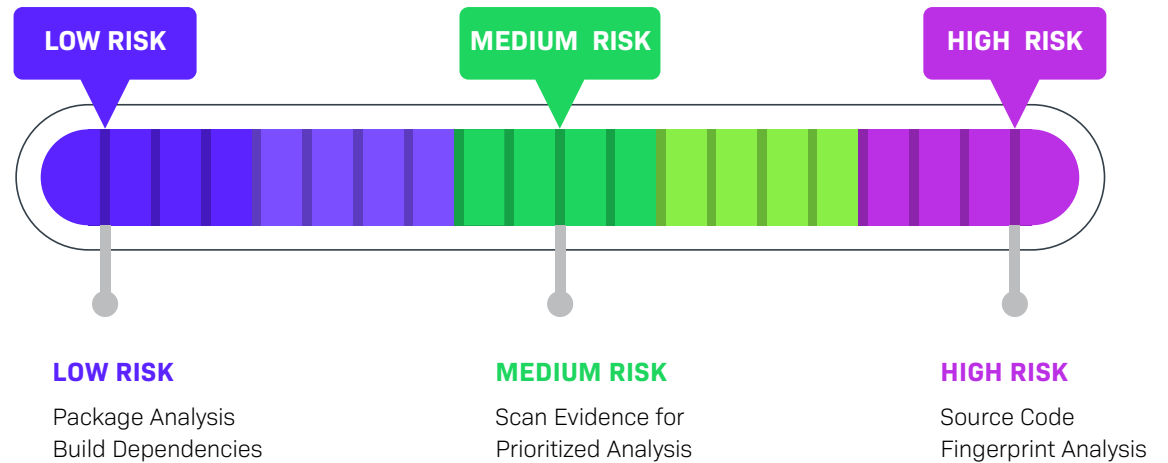 LOW RISK
MEDIUM RISK
HIGH RISK
LOW RISK
Package Analysis
Build Dependencies
MEDIUM RISK
Scan Evidence for
Prioritized Analysis
HIGH RISK
Source Code
Fingerprint Analysis